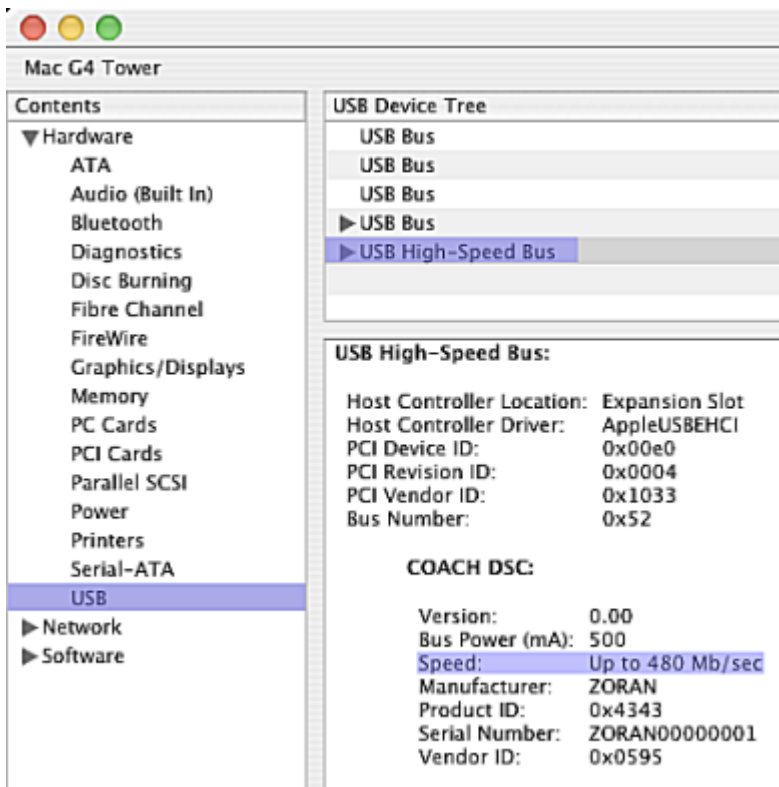 Mac G4 Tower
Contents
Hardware
ATA
Audio (Built In)
Bluetooth
Diagnostics
Disc Burning
Fibre Channel
FireWire
Graphics/Displays
Memory
PC Cards
PCI Cards
Parallel SCSI
Power
Printers
Serial-ATA
USB
Network
Software
USB Device Tree
USB Bus
USB Bus
USB Bus
USB Bus
USB High-Speed Bus
USB High-Speed Bus:
Host Controller Location: Expansion Slot
Host Controller Driver: AppleUSBEHCI
PCI Device ID: 0x00e0
PCI Revision ID: 0x0004
PCI Vendor ID: 0x1033
Bus Number: 0x52
COACH DSC:
Version: 0.00
Bus Power (mA): 500
Speed: Up to 480 Mb/sec
Manufacturer: ZORAN
Product ID: 0x4343
Serial Number: ZORAN00000001
Vendor ID: 0x0595